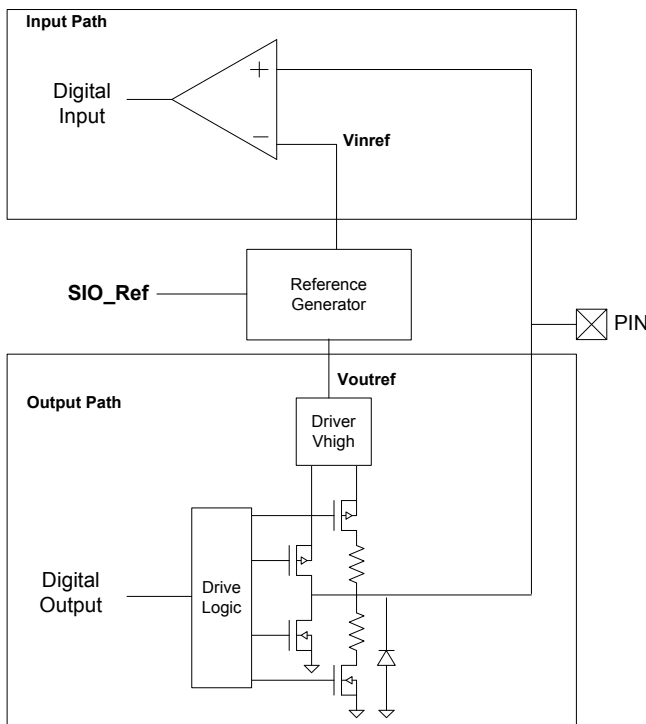 Input Path
Digital
Input
+
−
Vinref
SIO_Ref
Reference
Generator
PIN
Voutref
Output Path
Driver
Vhigh
Digital
Output
Drive
Logic